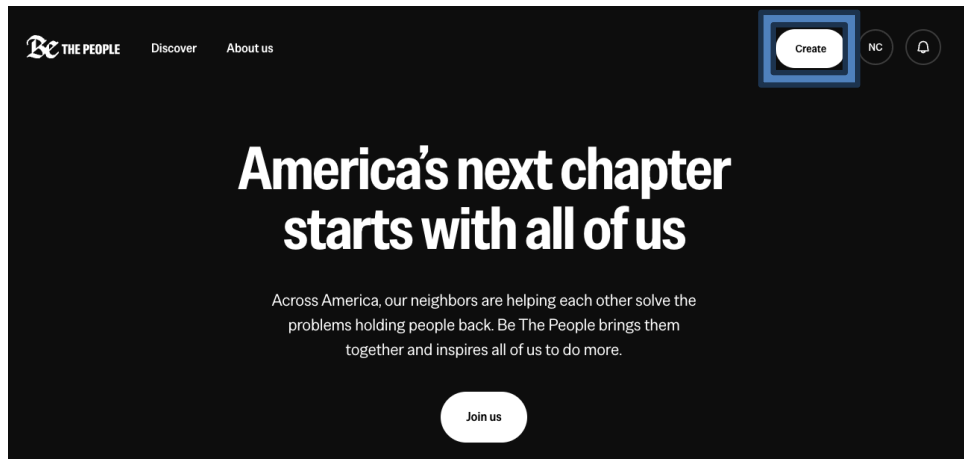 Be THE PEOPLE Discover About us Create NC
America's next chapter
starts with all of us
Across America, our neighbors are helping each other solve the
problems holding people back. Be The People brings them
together and inspires all of us to do more.
Join us